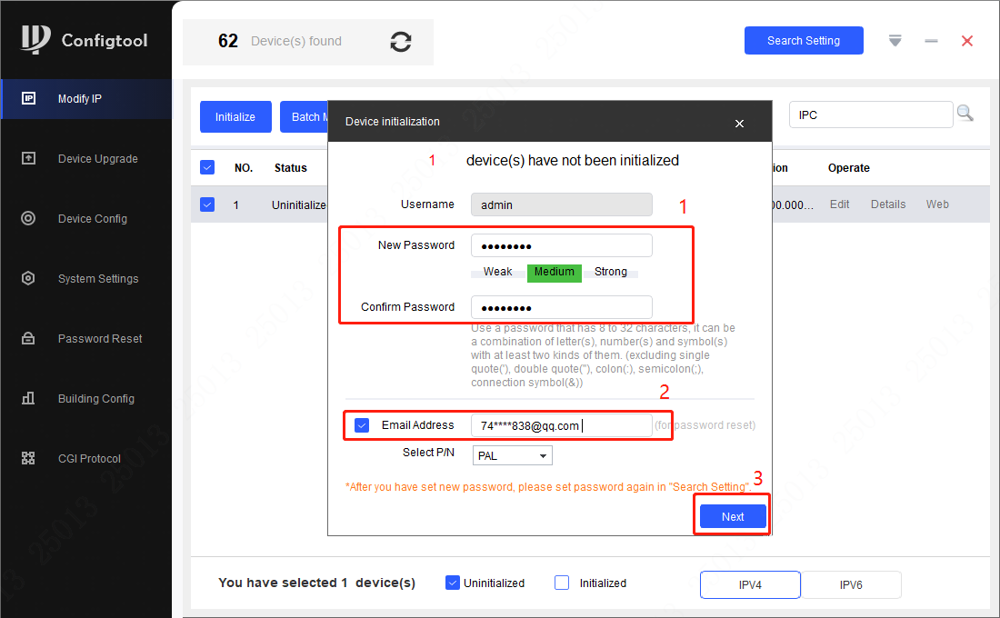 Configtool
62 Device(s) found
Search Setting
Modify IP
Device Upgrade
Device Config
System Settings
Password Reset
Building Config
CGI Protocol
Initialize
Batch M
IPC
NO. Status
ion Operate
1 Uninitialize
00.000... Edit Details Web
Device initialization
1 device(s) have not been initialized
Username admin
1
New Password ●●●●●●●●
Weak Medium Strong
Confirm Password ●●●●●●●●
Use a password that has 8 to 32 characters, it can be
a combination of letter(s), number(s) and symbol(s)
with at least two kinds of them. (excluding single
quote('), double quote("), colon(:), semicolon(;),
connection symbol(&))
2
Email Address 74****838@qq.com (for password reset)
Select P/N PAL
*After you have set new password, please set password again in "Search Setting".
3
Next
You have selected 1 device(s)
Uninitialized
Initialized
IPV4
IPV6